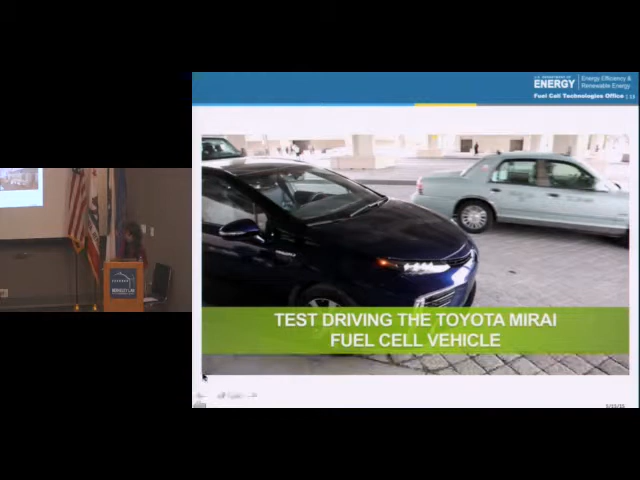 U.S. DEPARTMENT OF
ENERGY
Energy Efficiency &
Renewable Energy
Fuel Cell Technologies Office | 13
TEST DRIVING THE TOYOTA MIRAI
FUEL CELL VEHICLE